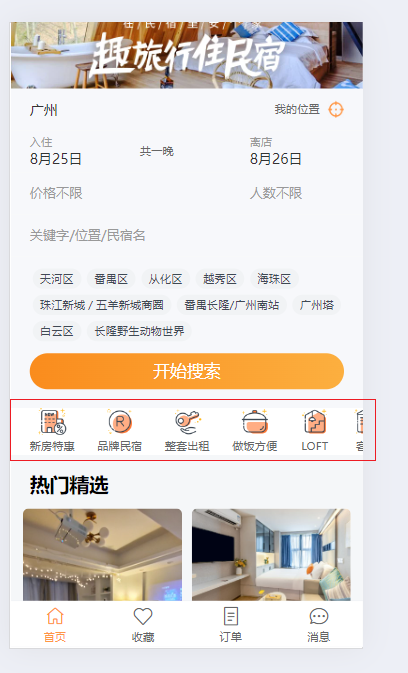 住 民 宿 里 安
趣旅行住民宿
广州 我的位置
入住 离店
8月25日 共一晚 8月26日
价格不限 人数不限
关键字/位置/民宿名
天河区 番禺区 从化区 越秀区 海珠区
珠江新城 / 五羊新城商圈 番禺长隆/广州南站 广州塔
白云区 长隆野生动物世界
开始搜索
R
新房特惠 品牌民宿 整套出租 做饭方便 LOFT
热门精选
首页 收藏 订单 消息